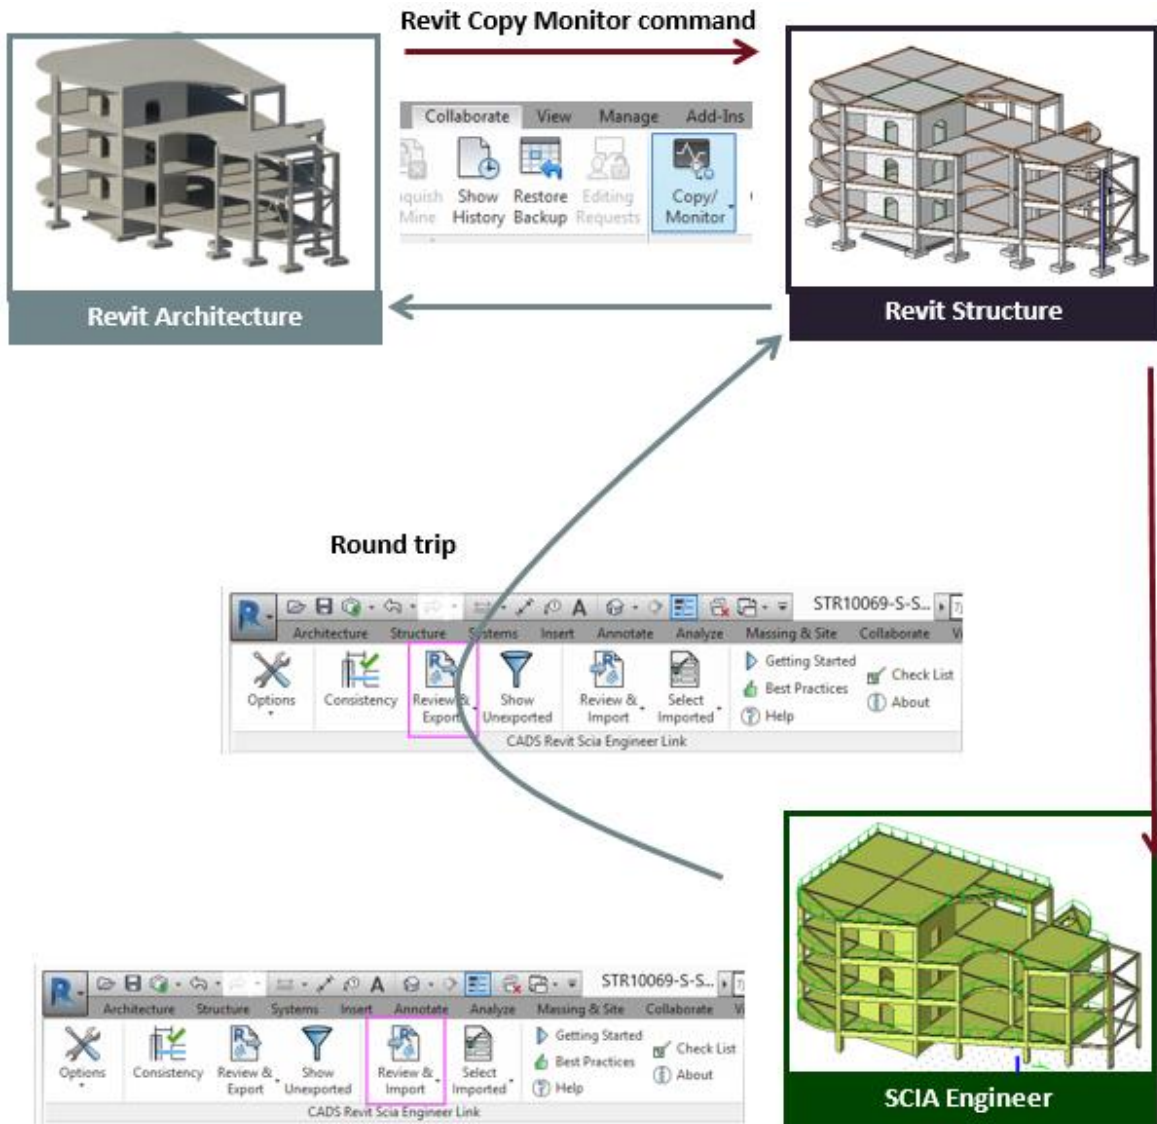 Revit Copy Monitor command
Collaborate View Manage Add-Ins
quish Show Restore Editing Copy/
Mine History Backup Requests Monitor
Revit Architecture
Revit Structure
Round trip
STR10069-S-S...
Architecture Structure Systems Insert Annotate Analyze Massing & Site Collaborate
Options Consistency Review & Export Show Unexported Review & Import Select Imported
Getting Started
Best Practices
Help
Check List
About
CADS Revit Scia Engineer Link
STR10069-S-S...
Architecture Structure Systems Insert Annotate Analyze Massing & Site Collaborate
Options Consistency Review & Export Show Unexported Review & Import Select Imported
Getting Started
Best Practices
Help
Check List
About
CADS Revit Scia Engineer Link
SCIA Engineer